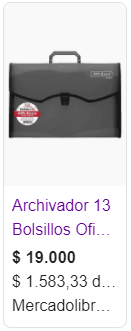 Archivador 13
Bolsillos Ofi...
$ 19.000
$ 1.583,33 d...
Mercadolibr...